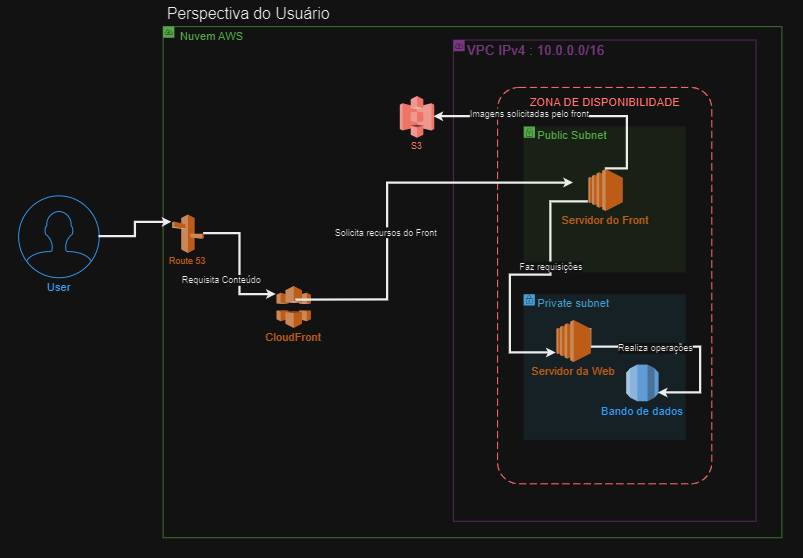 Perspectiva do Usuário
Nuvem AWS
VPC IPv4 : 10.0.0.0/16
ZONA DE DISPONIBILIDADE
Imagens solicitadas pelo front
S3
Public Subnet
Servidor do Front
Solicita recursos do Front
User
Route 53
Requisita Conteúdo
CloudFront
Faz requisições
Private subnet
Servidor da Web
Realiza operações
Bando de dados